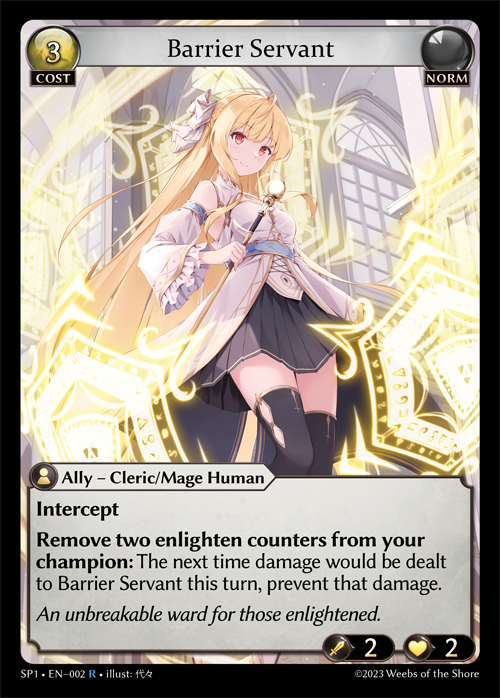 3
Barrier Servant
COST
NORM
Ally – Cleric/Mage Human
Intercept
Remove two enlighten counters from your
champion: The next time damage would be dealt
to Barrier Servant this turn, prevent that damage.
An unbreakable ward for those enlightened.
2
2
SP1 • EN–002 R • illust: 代々
©2023 Weebs of the Shore